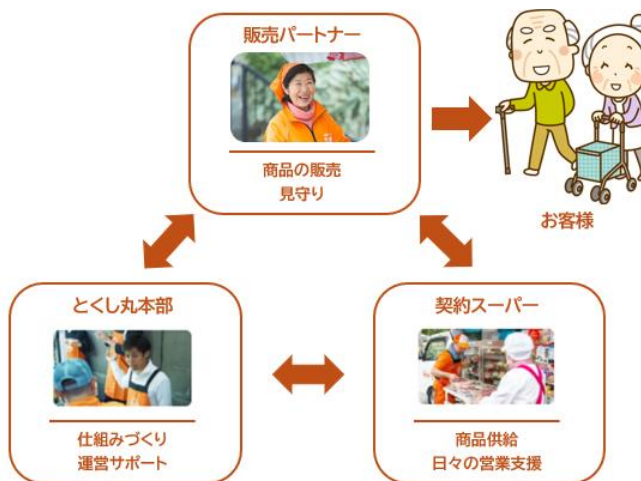 販売パートナー
商品の販売
見守り
お客様
とくし丸本部
仕組みづくり
運営サポート
契約スーパー
商品供給
日々の営業支援